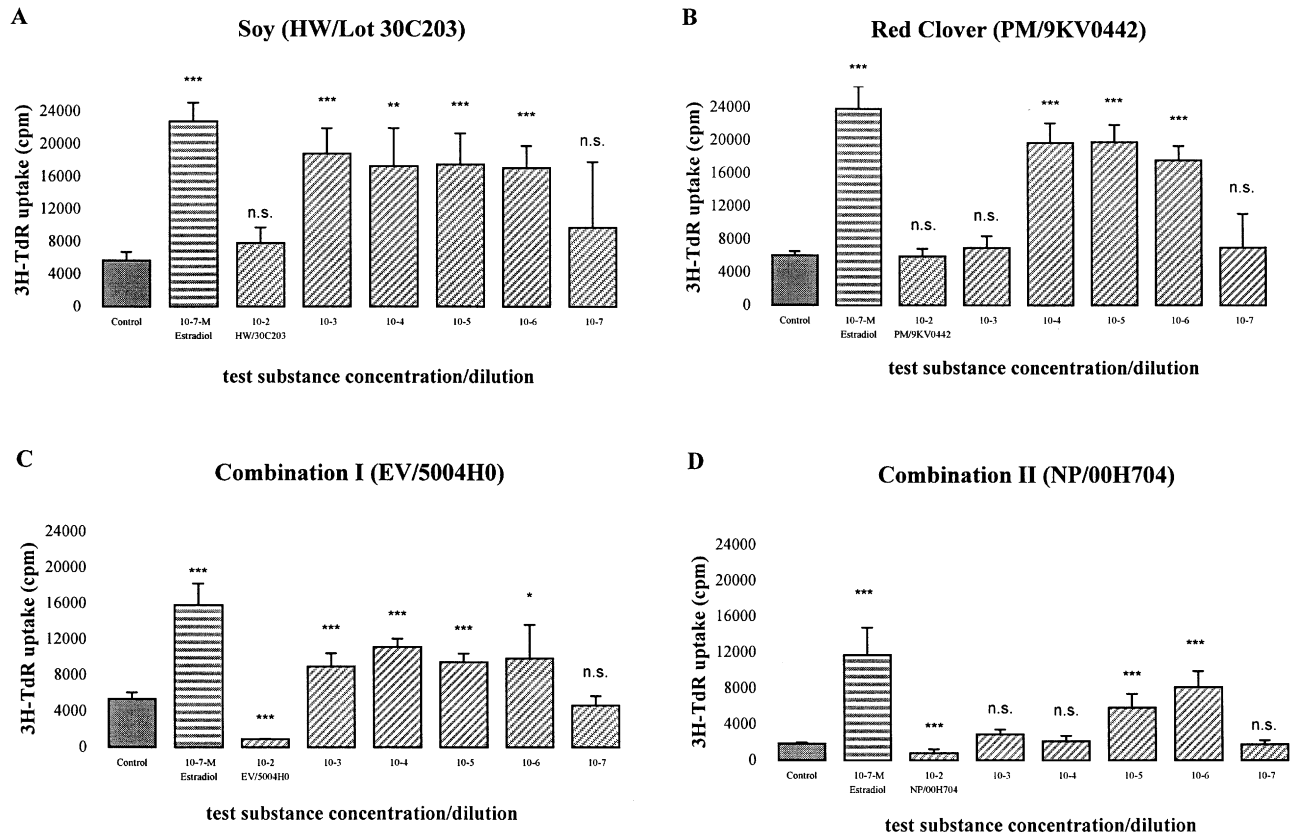 A
Soy (HW/Lot 30C203)
3H-TdR uptake (cpm)
24000
20000
16000
12000
8000
4000
0
***
n.s.
***
**
***
***
n.s.
Control
10-7-M
Estradiol
10-2
HW/30C203
10-3
10-4
10-5
10-6
10-7
test substance concentration/dilution
B
Red Clover (PM/9KV0442)
3H-TdR uptake (cpm)
24000
20000
16000
12000
8000
4000
0
***
n.s.
n.s.
***
***
***
n.s.
Control
10-7-M
Estradiol
10-2
PM/9KV0442
10-3
10-4
10-5
10-6
10-7
test substance concentration/dilution
C
Combination I (EV/5004H0)
3H-TdR uptake (cpm)
24000
20000
16000
12000
8000
4000
0
***
***
***
***
***
*
n.s.
Control
10-7-M
Estradiol
10-2
EV/5004H0
10-3
10-4
10-5
10-6
10-7
test substance concentration/dilution
D
Combination II (NP/00H704)
3H-TdR uptake (cpm)
24000
20000
16000
12000
8000
4000
0
***
***
n.s.
n.s.
***
***
n.s.
Control
10-7-M
Estradiol
10-2
NP/00H704
10-3
10-4
10-5
10-6
10-7
test substance concentration/dilution